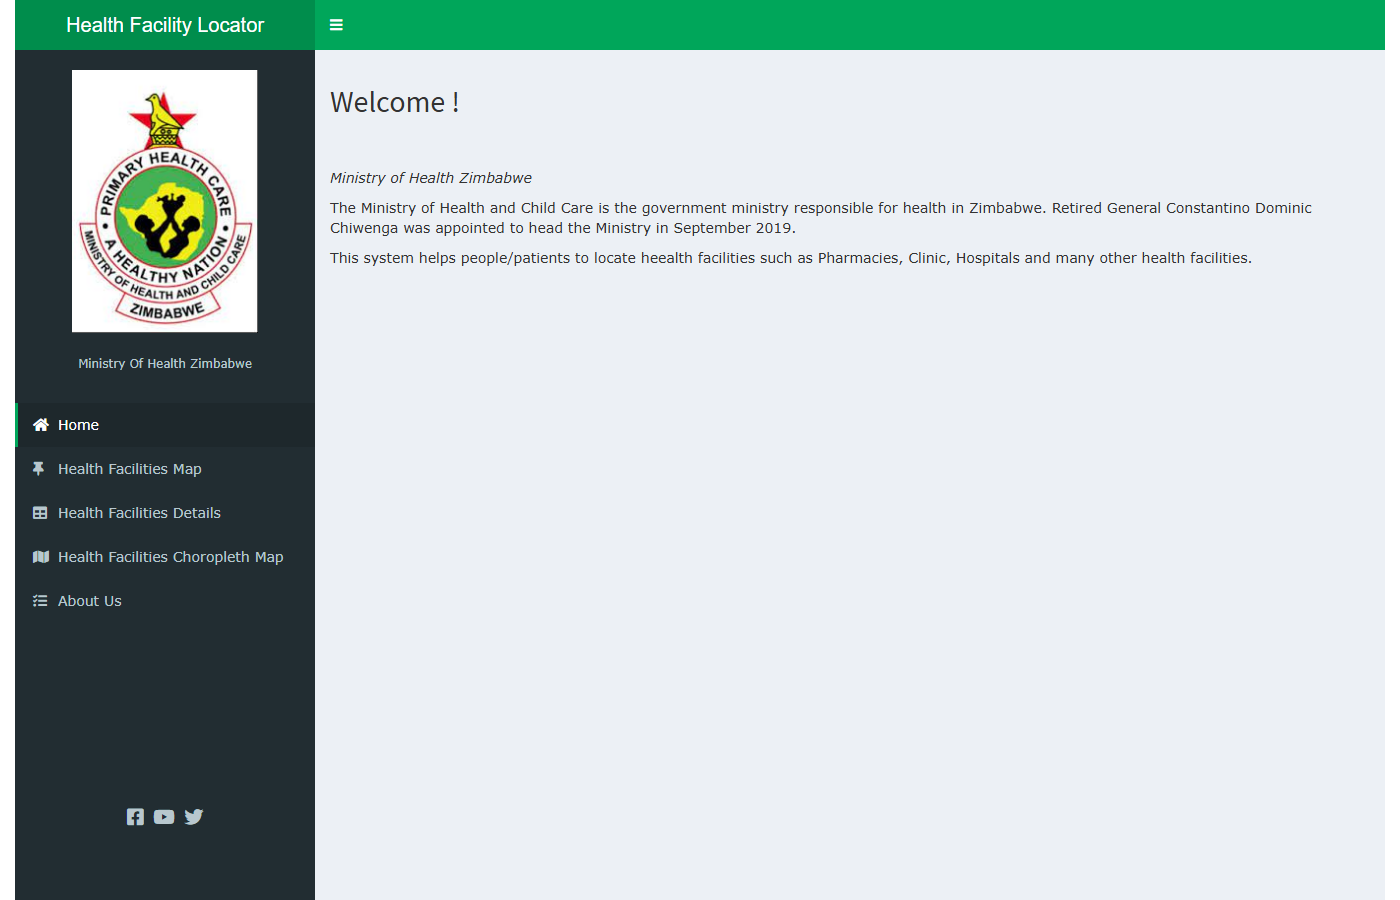 Health Facility Locator
PRIMARY HEALTH CARE
• A HEALTHY NATION •
MINISTRY OF HEALTH AND CHILD CARE
ZIMBABWE
Ministry Of Health Zimbabwe
Home
Health Facilities Map
Health Facilities Details
Health Facilities Choropleth Map
About Us
Welcome !
Ministry of Health Zimbabwe
The Ministry of Health and Child Care is the government ministry responsible for health in Zimbabwe. Retired General Constantino Dominic
Chiwenga was appointed to head the Ministry in September 2019.
This system helps people/patients to locate heealth facilities such as Pharmacies, Clinic, Hospitals and many other health facilities.